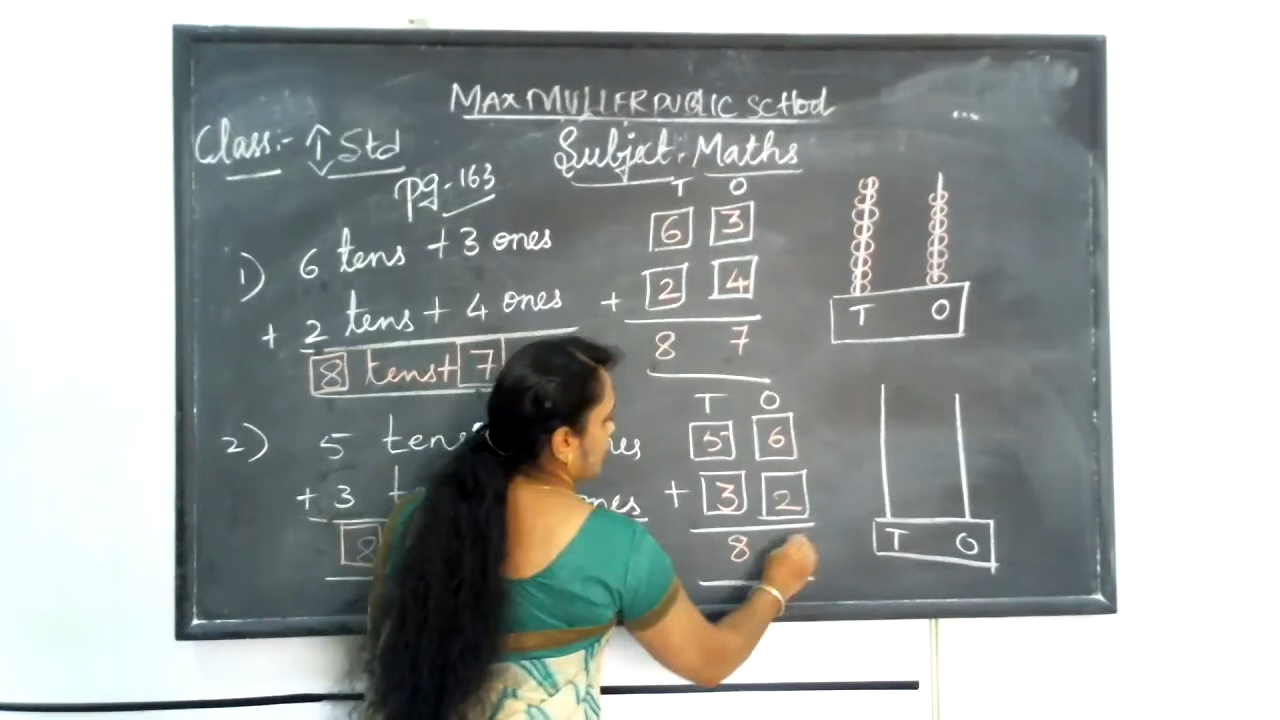 MAX MULLER PUBLIC SCHOOL
Class:- I Std
Subject: Maths
pg-163
1) 6 tens + 3 ones
+ 2 tens + 4 ones
8 tens + 7
T O
6 3
+ 2 4
8 7
T O
2) 5 tens
+ 3
8
T O
5 6
+ 3 2
8
T O